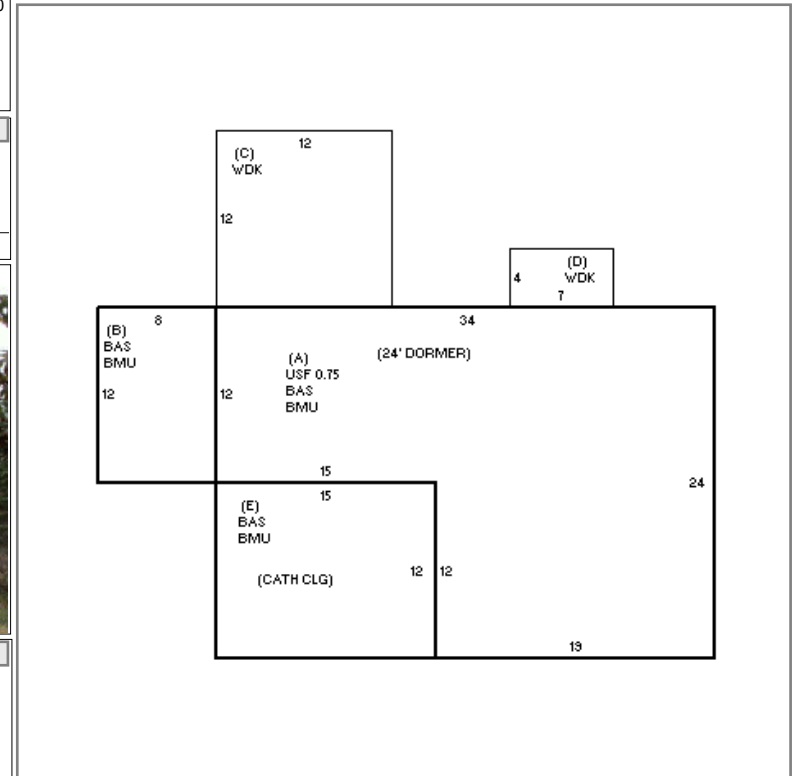 12
(C)
WDK
12
(D)
4 WDK
7
8
34
(B)
BAS
BMU
(24' DORMER)
(A)
USF 0.75
BAS
BMU
12
12
15
15
24
(E)
BAS
BMU
12 12
(CATH CLG)
19